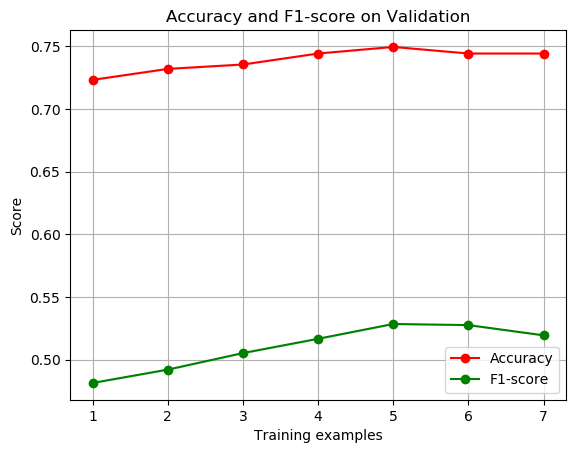 Accuracy and F1-score on Validation
0.75
0.70
0.65
0.60
0.55
0.50
Score
Accuracy
F1-score
1 2 3 4 5 6 7
Training examples